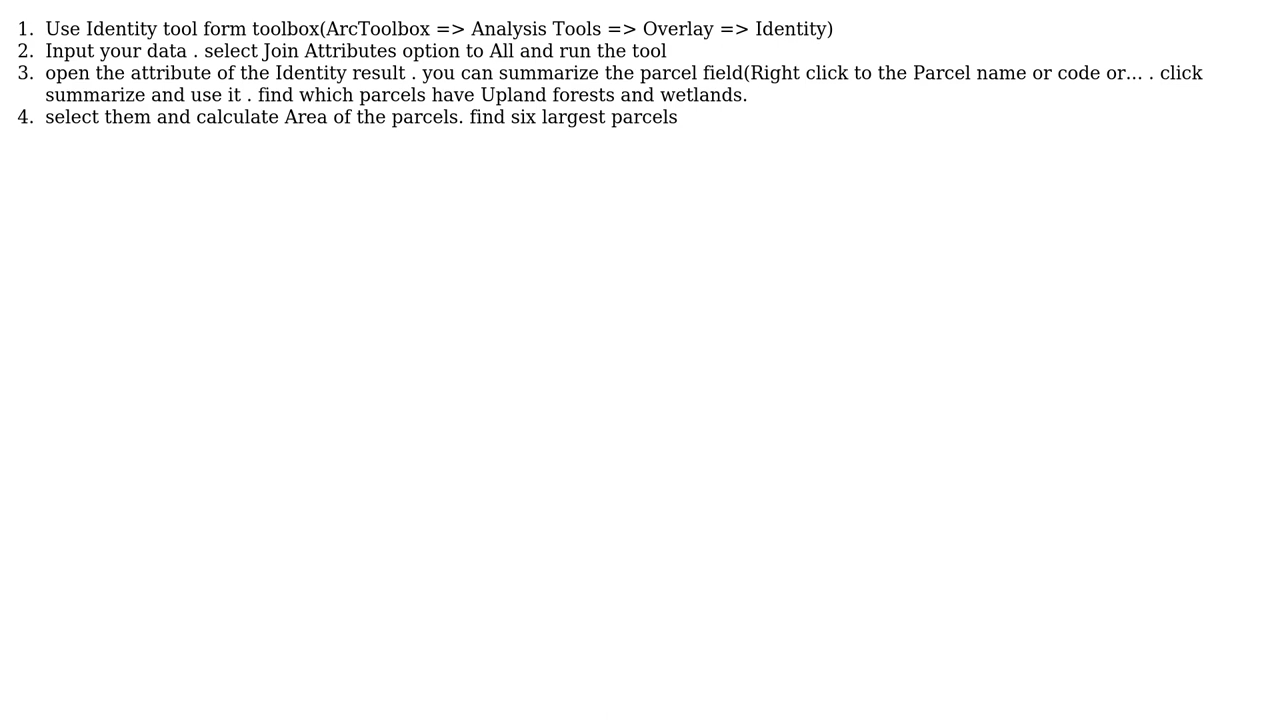 1. Use Identity tool form toolbox(ArcToolbox => Analysis Tools => Overlay => Identity)
2. Input your data . select Join Attributes option to All and run the tool
3. open the attribute of the Identity result . you can summarize the parcel field(Right click to the Parcel name or code or... . click
summarize and use it . find which parcels have Upland forests and wetlands.
4. select them and calculate Area of the parcels. find six largest parcels